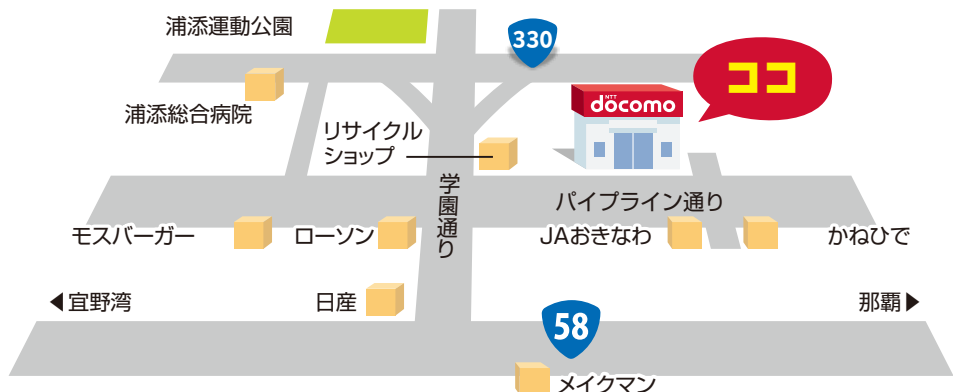 浦添運動公園
330
ココ
NTT
döcomo
浦添総合病院
リサイクル
ショップ
学園通り
パイプライン通り
モスバーガー
ローソン
JAおきなわ
かねひで
◀宜野湾
日産
58
那覇▶
メイクマン